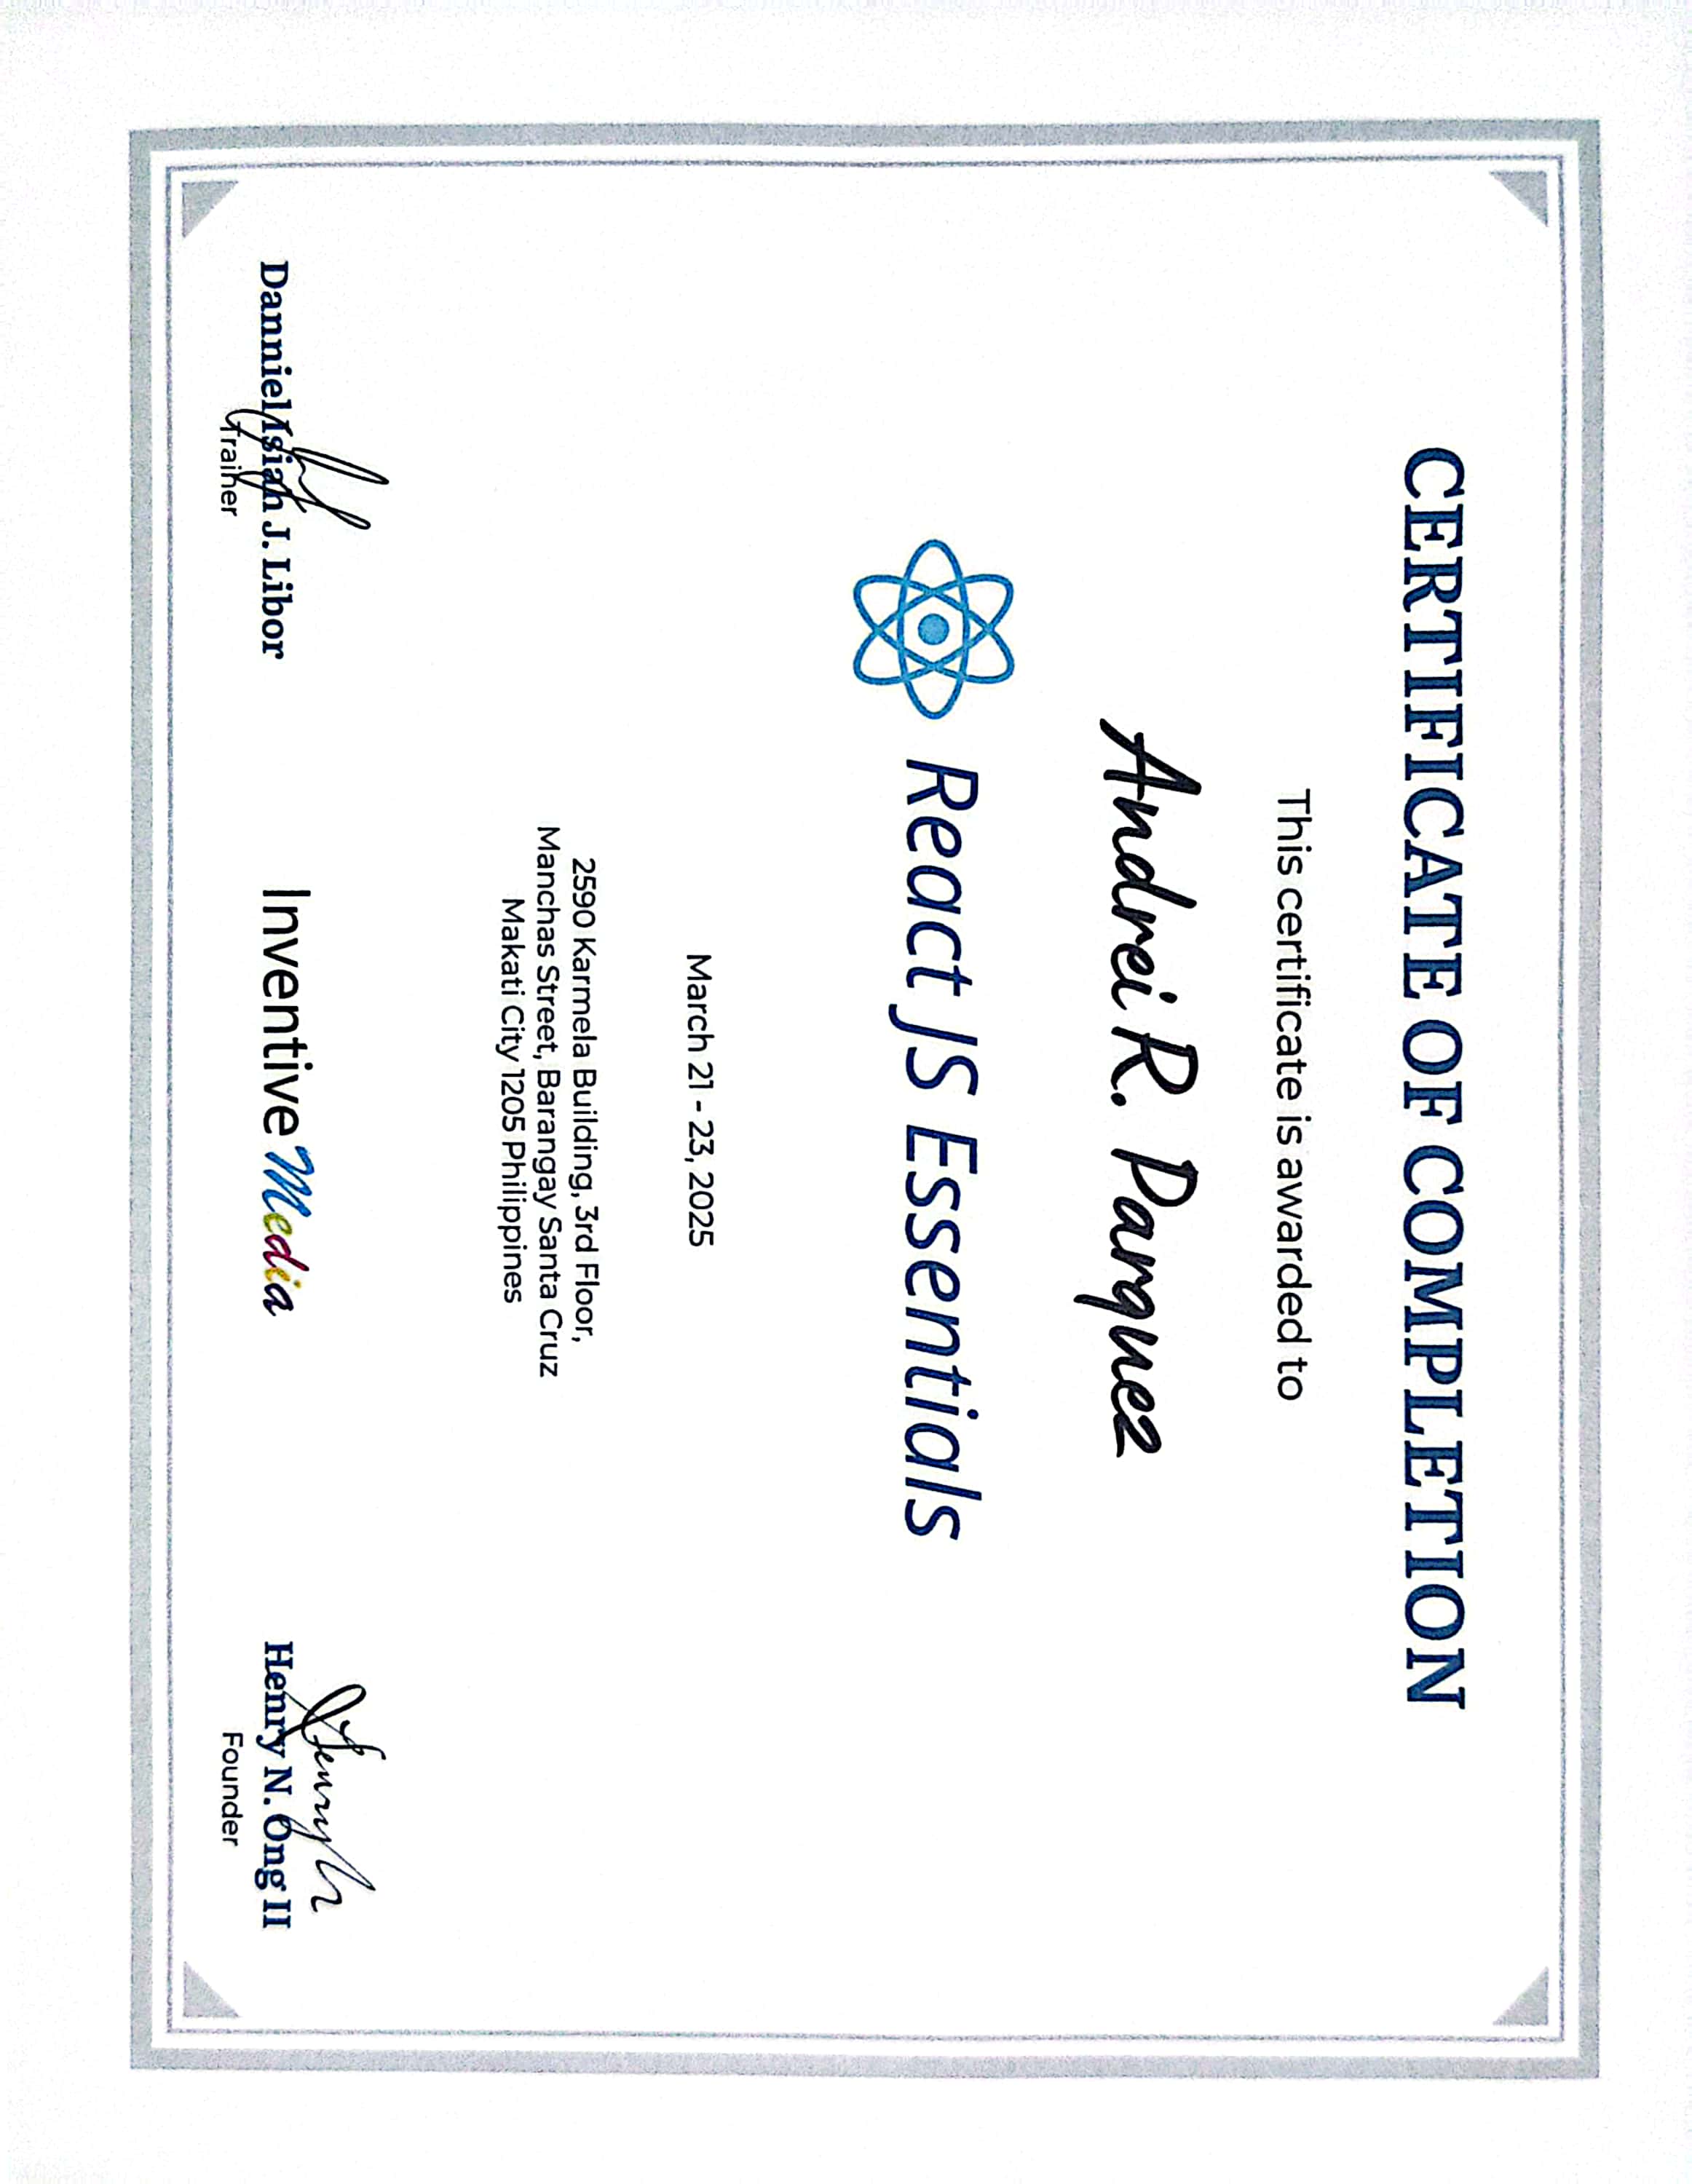 CERTIFICATE OF COMPLETION
This certificate is awarded to
Andrei R. Parquez
React JS Essentials
March 21 - 23, 2025
2590 Karmela Building, 3rd Floor,
Manchas Street, Barangay Santa Cruz
Makati City 1205 Philippines
Danniel Isiah J. Libor
Trainer
Inventive Media
Henry N. Ong II
Founder